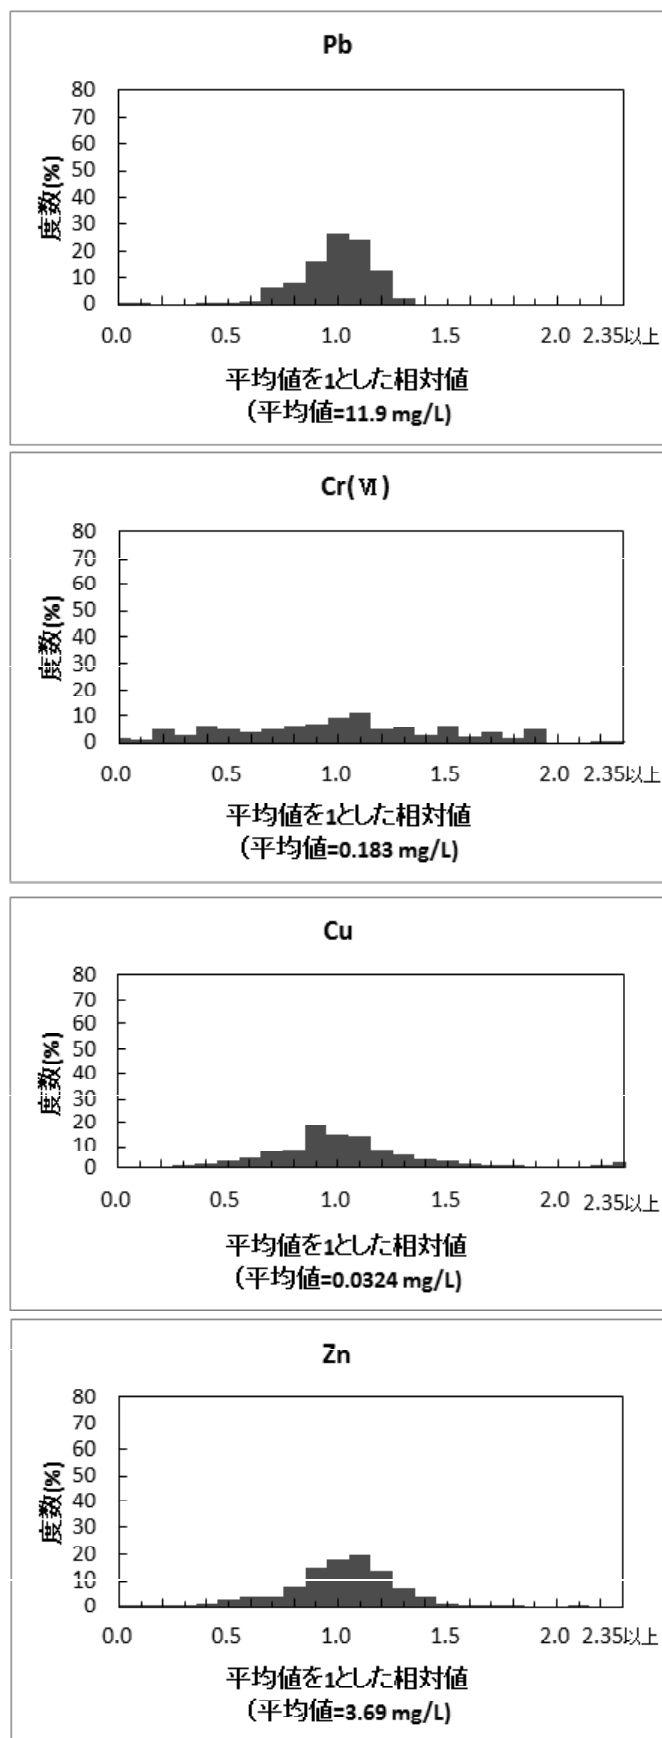 Pb
80
70
60
50
40
30
20
10
0
度数(%)
0.0 0.5 1.0 1.5 2.0 2.35以上
平均値を1とした相対値
(平均値=11.9 mg/L)
Cr(Ⅵ)
80
70
60
50
40
30
20
10
0
度数(%)
0.0 0.5 1.0 1.5 2.0 2.35以上
平均値を1とした相対値
(平均値=0.183 mg/L)
Cu
80
70
60
50
40
30
20
10
0
度数(%)
0.0 0.5 1.0 1.5 2.0 2.35以上
平均値を1とした相対値
(平均値=0.0324 mg/L)
Zn
80
70
60
50
40
30
20
10
0
度数(%)
0.0 0.5 1.0 1.5 2.0 2.35以上
平均値を1とした相対値
(平均値=3.69 mg/L)